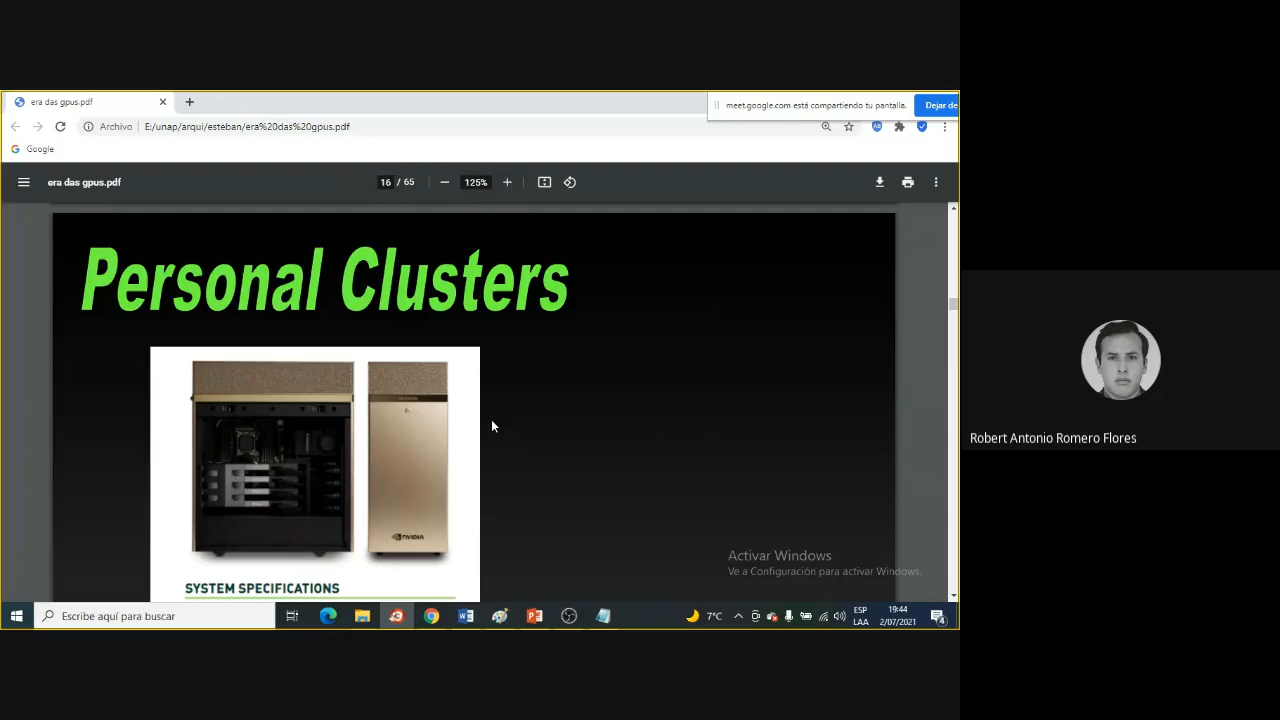 era das gpus.pdf
meet.google.com está compartiendo tu pantalla.
Dejar de
Archivo
E:/unap/arqui/esteban/era%20das%20gpus.pdf
Google
era das gpus.pdf
16 / 65
125%
Personal Clusters
NVIDIA
SYSTEM SPECIFICATIONS
Activar Windows
Ve a Configuración para activar Windows.
Robert Antonio Romero Flores
Escribe aquí para buscar
7°C
ESP
LAA
19:44
2/07/2021
4